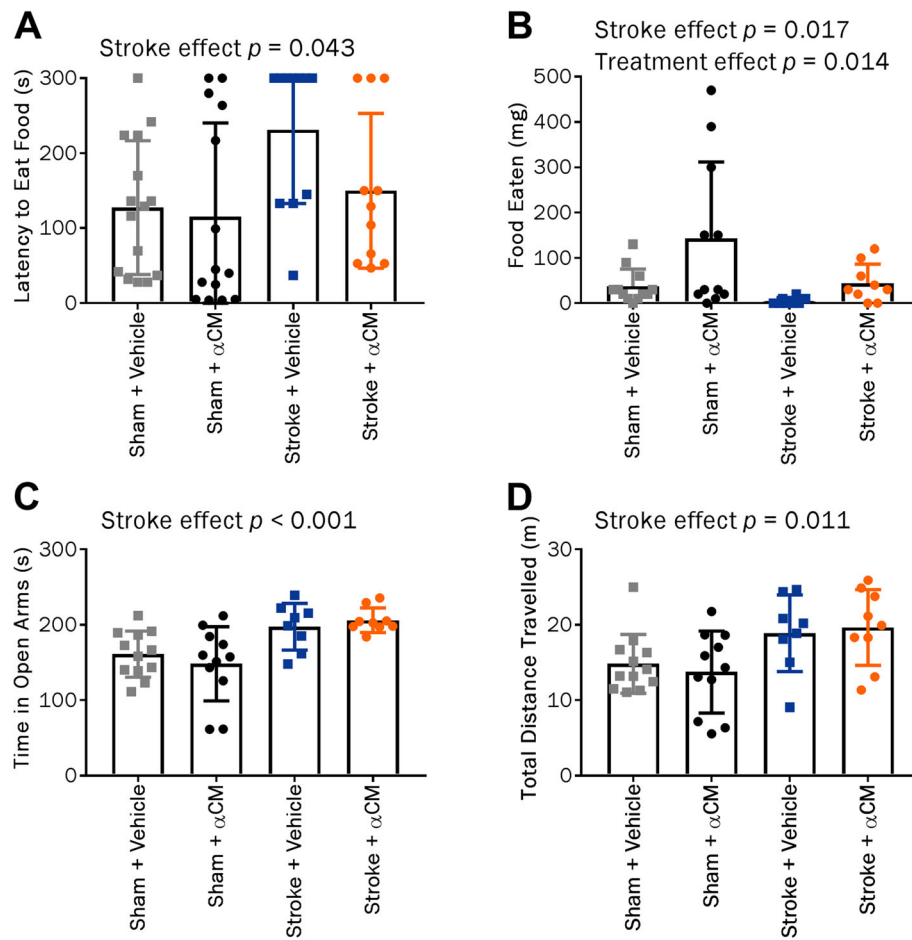 A
Stroke effect p = 0.043
Latency to Eat Food (s)
300
200
100
0
Sham + Vehicle
Sham + αCM
Stroke + Vehicle
Stroke + αCM
B
Stroke effect p = 0.017
Treatment effect p = 0.014
Food Eaten (mg)
500
400
300
200
100
0
Sham + Vehicle
Sham + αCM
Stroke + Vehicle
Stroke + αCM
C
Stroke effect p < 0.001
Time in Open Arms (s)
300
200
100
0
Sham + Vehicle
Sham + αCM
Stroke + Vehicle
Stroke + αCM
D
Stroke effect p = 0.011
Total Distance Travelled (m)
30
20
10
0
Sham + Vehicle
Sham + αCM
Stroke + Vehicle
Stroke + αCM